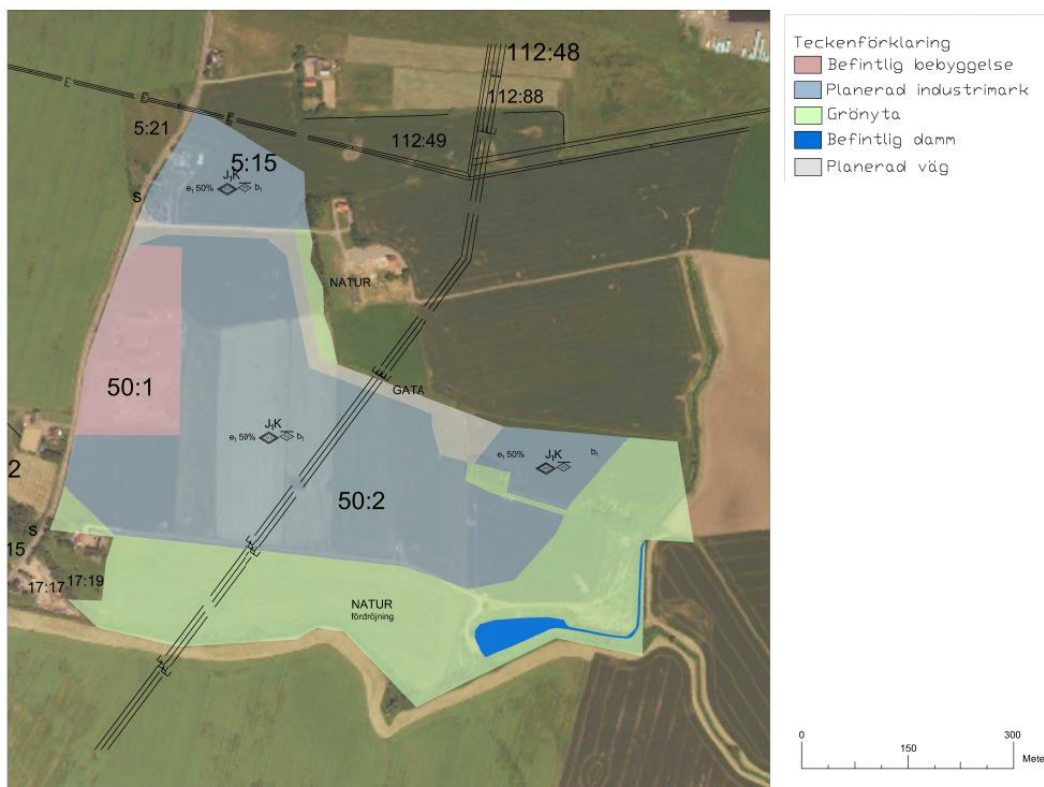 112:48
112:88
5:21
112:49
5:15
J₁K
e₁ 50% b₁
S
NATUR
50:1
GATA
J₁K
e₁ 50% b₁
J₁K
e₁ 50% b₁
2
50:2
S
15
17:17 17:19
NATUR
fördröjning
Teckenförklaring
Befintlig bebyggelse
Planerad industrimark
Grönyta
Befintlig damm
Planerad väg
0 150 300
Mete